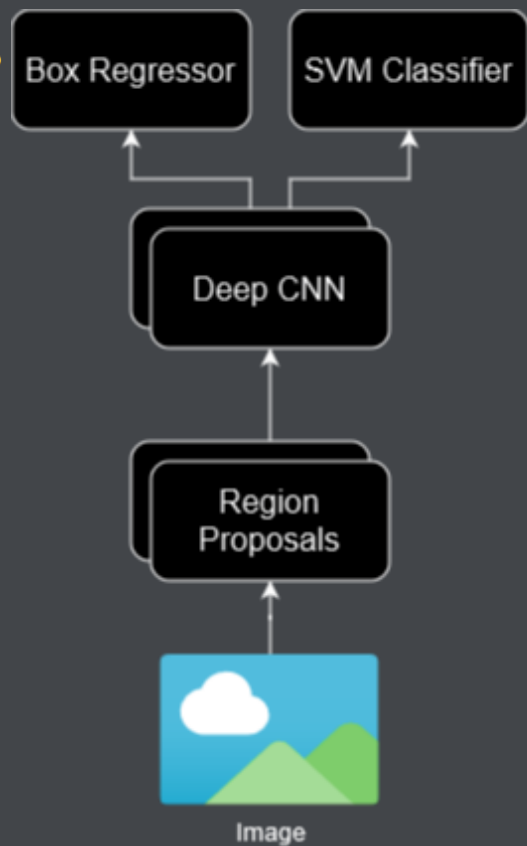 Box Regressor
SVM Classifier
Deep CNN
Region
Proposals
Image